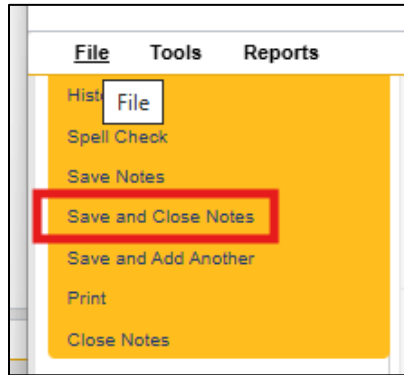 File Tools Reports
File
Spell Check
Save Notes
Save and Close Notes
Save and Add Another
Print
Close Notes